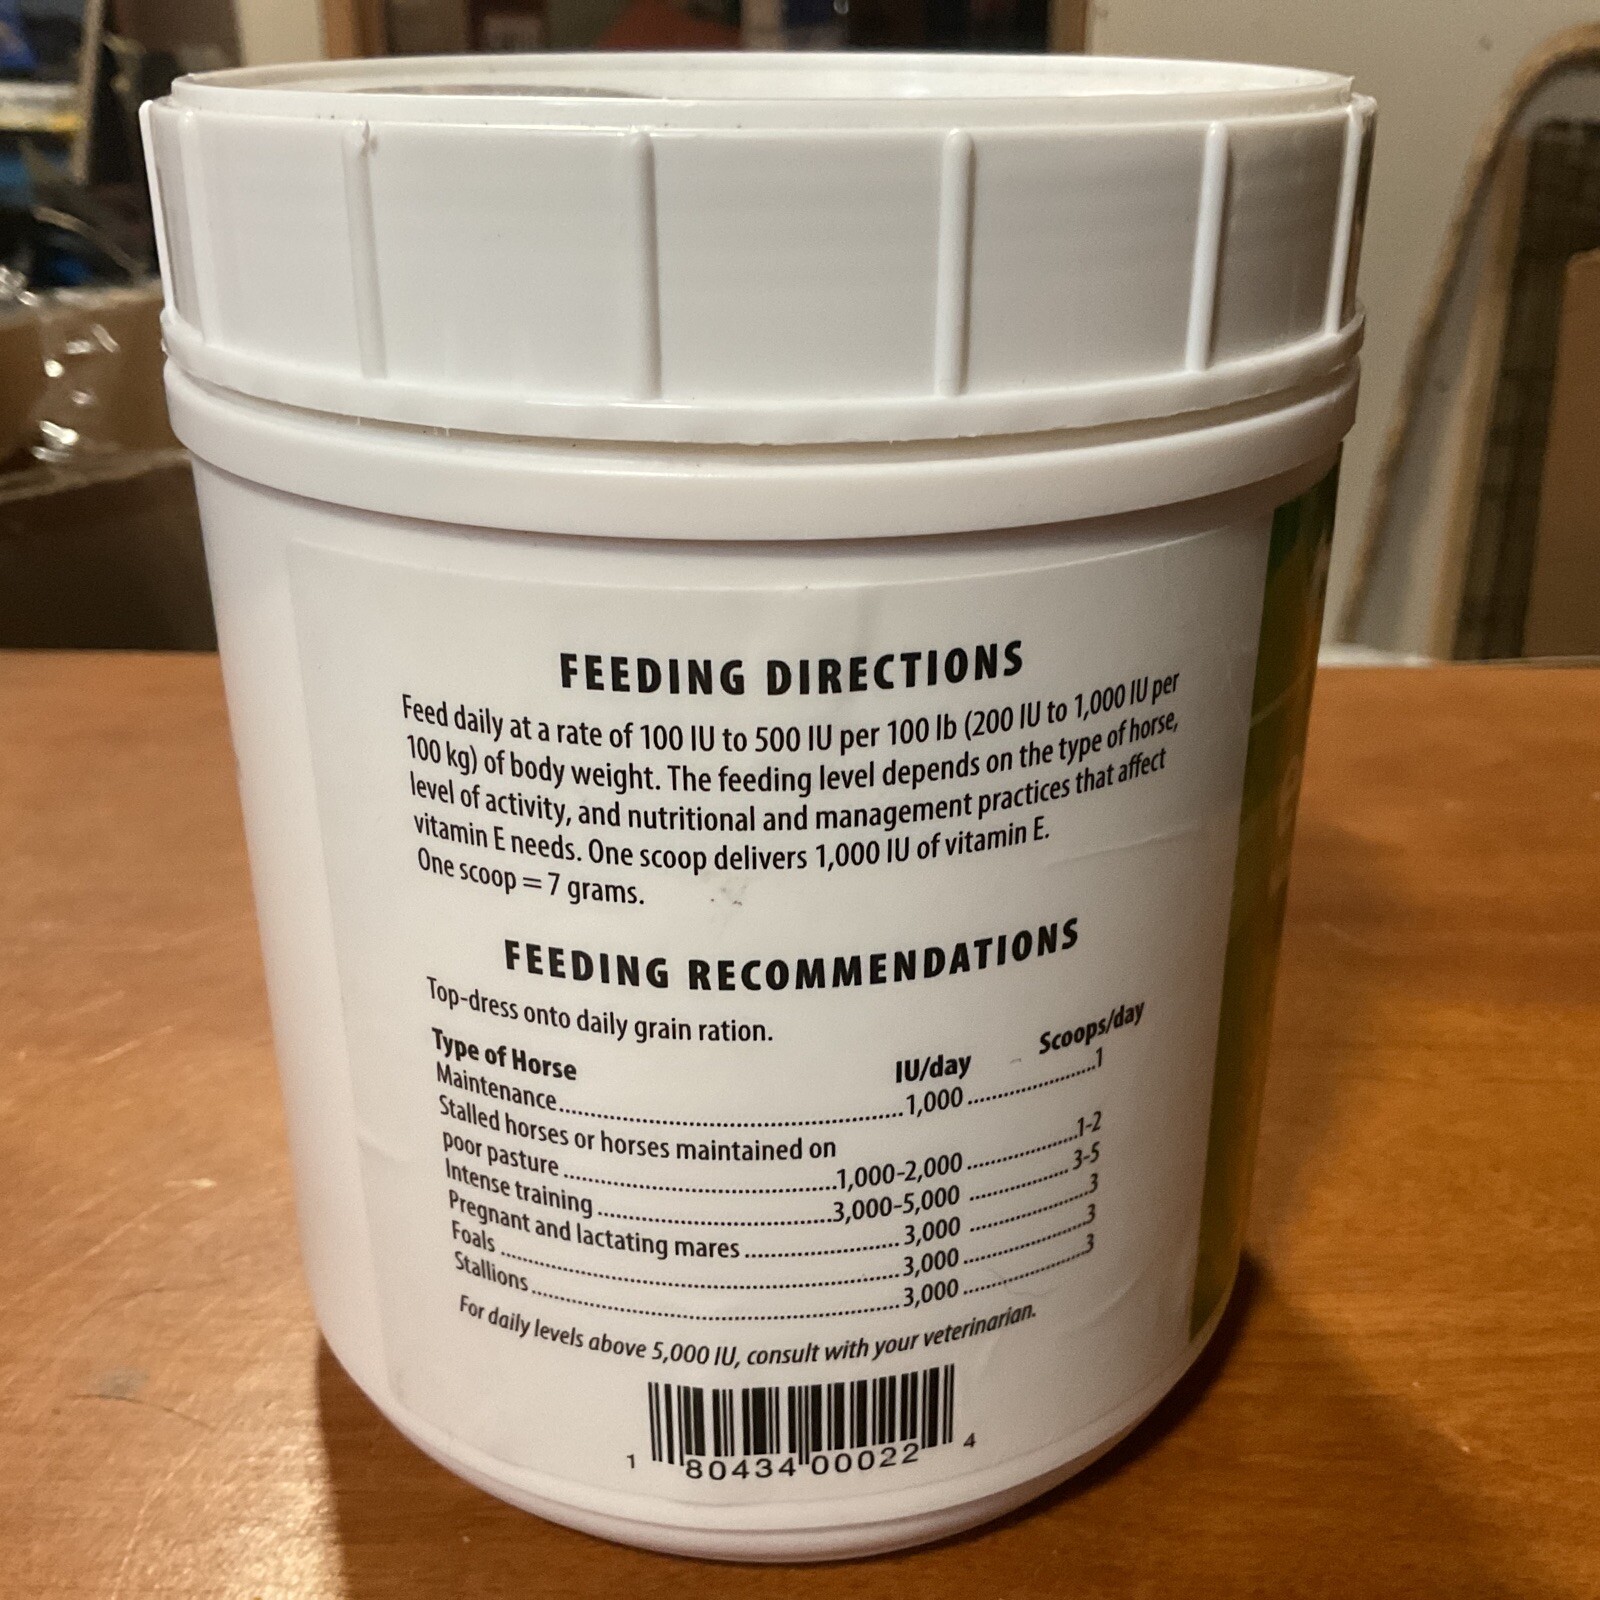 FEEDING DIRECTIONS
Feed daily at a rate of 100 IU to 500 IU per 100 lb (200 IU to 1,000 IU per
100 kg) of body weight. The feeding level depends on the type of horse,
level of activity, and nutritional and management practices that affect
vitamin E needs. One scoop delivers 1,000 IU of vitamin E.
One scoop = 7 grams.
FEEDING RECOMMENDATIONS
Top-dress onto daily grain ration.
Type of Horse IU/day Scoops/day
Maintenance 1,000 1
Stalled horses or horses maintained on
poor pasture 1,000-2,000 1-2
Intense training 3,000-5,000 3-5
Pregnant and lactating mares 3,000 3
Foals 3,000 3
Stallions 3,000 3
For daily levels above 5,000 IU, consult with your veterinarian.
1 80434 00022 4